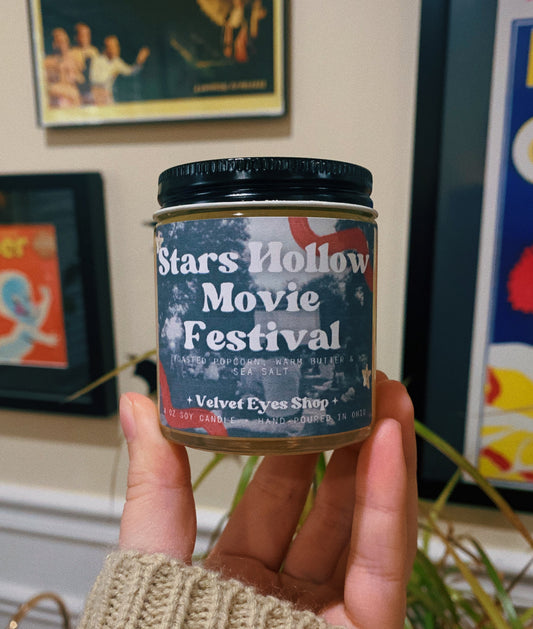 Stars Hollow
Movie
Festival
TOASTED POPCORN, WARM BUTTER &
SEA SALT
✦ Velvet Eyes Shop ✦
OZ SOY CANDLE • HAND-POURED IN OHIO